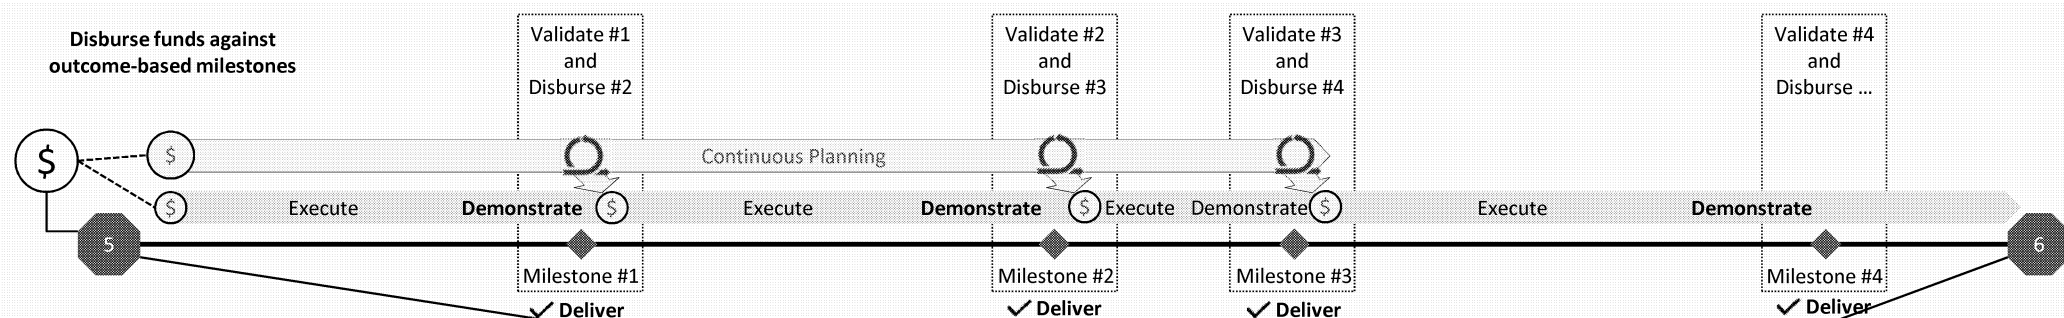 Disburse funds against
outcome-based milestones
Validate #1
and
Disburse #2
Validate #2
and
Disburse #3
Validate #3
and
Disburse #4
Validate #4
and
Disburse ...
$
$
Continuous Planning
$
Execute
Demonstrate
$
Execute
Demonstrate
$
Execute
Demonstrate
$
Execute
Demonstrate
5
6
Milestone #1
Milestone #2
Milestone #3
Milestone #4
Deliver
Deliver
Deliver
Deliver